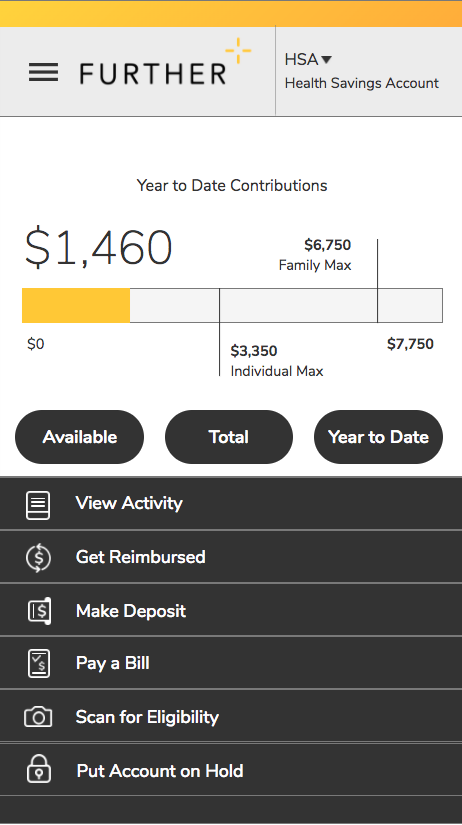 FURTHER
HSA
Health Savings Account
Year to Date Contributions
$1,460
$6,750
Family Max
$0
$3,350
Individual Max
$7,750
Available
Total
Year to Date
View Activity
Get Reimbursed
Make Deposit
Pay a Bill
Scan for Eligibility
Put Account on Hold